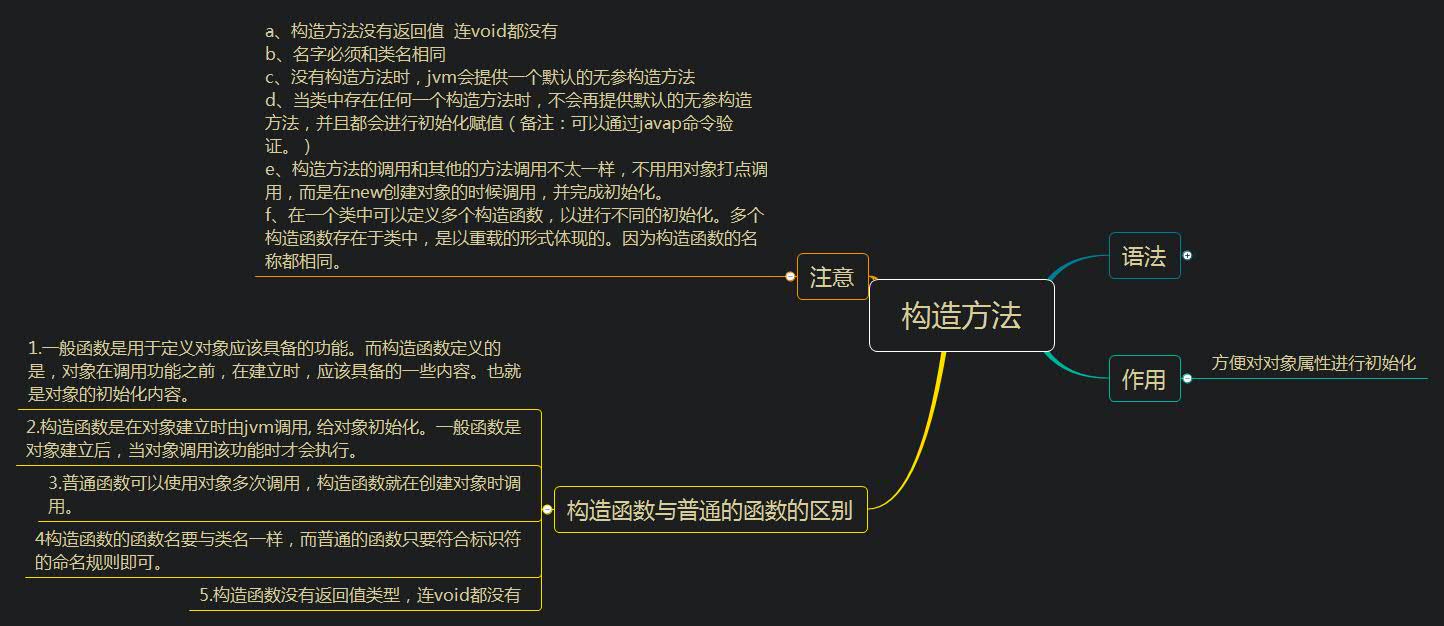 a、构造方法没有返回值  连void都没有
b、名字必须和类名相同
c、没有构造方法时，jvm会提供一个默认的无参构造方法
d、当类中存在任何一个构造方法时，不会再提供默认的无参构造
方法，并且都会进行初始化赋值（备注：可以通过javap命令验
证。）
e、构造方法的调用和其他的方法调用不太一样，不用用对象打点调
用，而是在new创建对象的时候调用，并完成初始化。
f、在一个类中可以定义多个构造函数，以进行不同的初始化。多个
构造函数存在于类中，是以重载的形式体现的。因为构造函数的名
称都相同。
注意
构造方法
语法
作用
方便对对象属性进行初始化
1.一般函数是用于定义对象应该具备的功能。而构造函数定义的
是，对象在调用功能之前，在建立时，应该具备的一些内容。也就
是对象的初始化内容。
2.构造函数是在对象建立时由jvm调用, 给对象初始化。一般函数是
对象建立后，当对象调用该功能时才会执行。
3.普通函数可以使用对象多次调用，构造函数就在创建对象时调
用。
4构造函数的函数名要与类名一样，而普通的函数只要符合标识符
的命名规则即可。
5.构造函数没有返回值类型，连void都没有
构造函数与普通的函数的区别